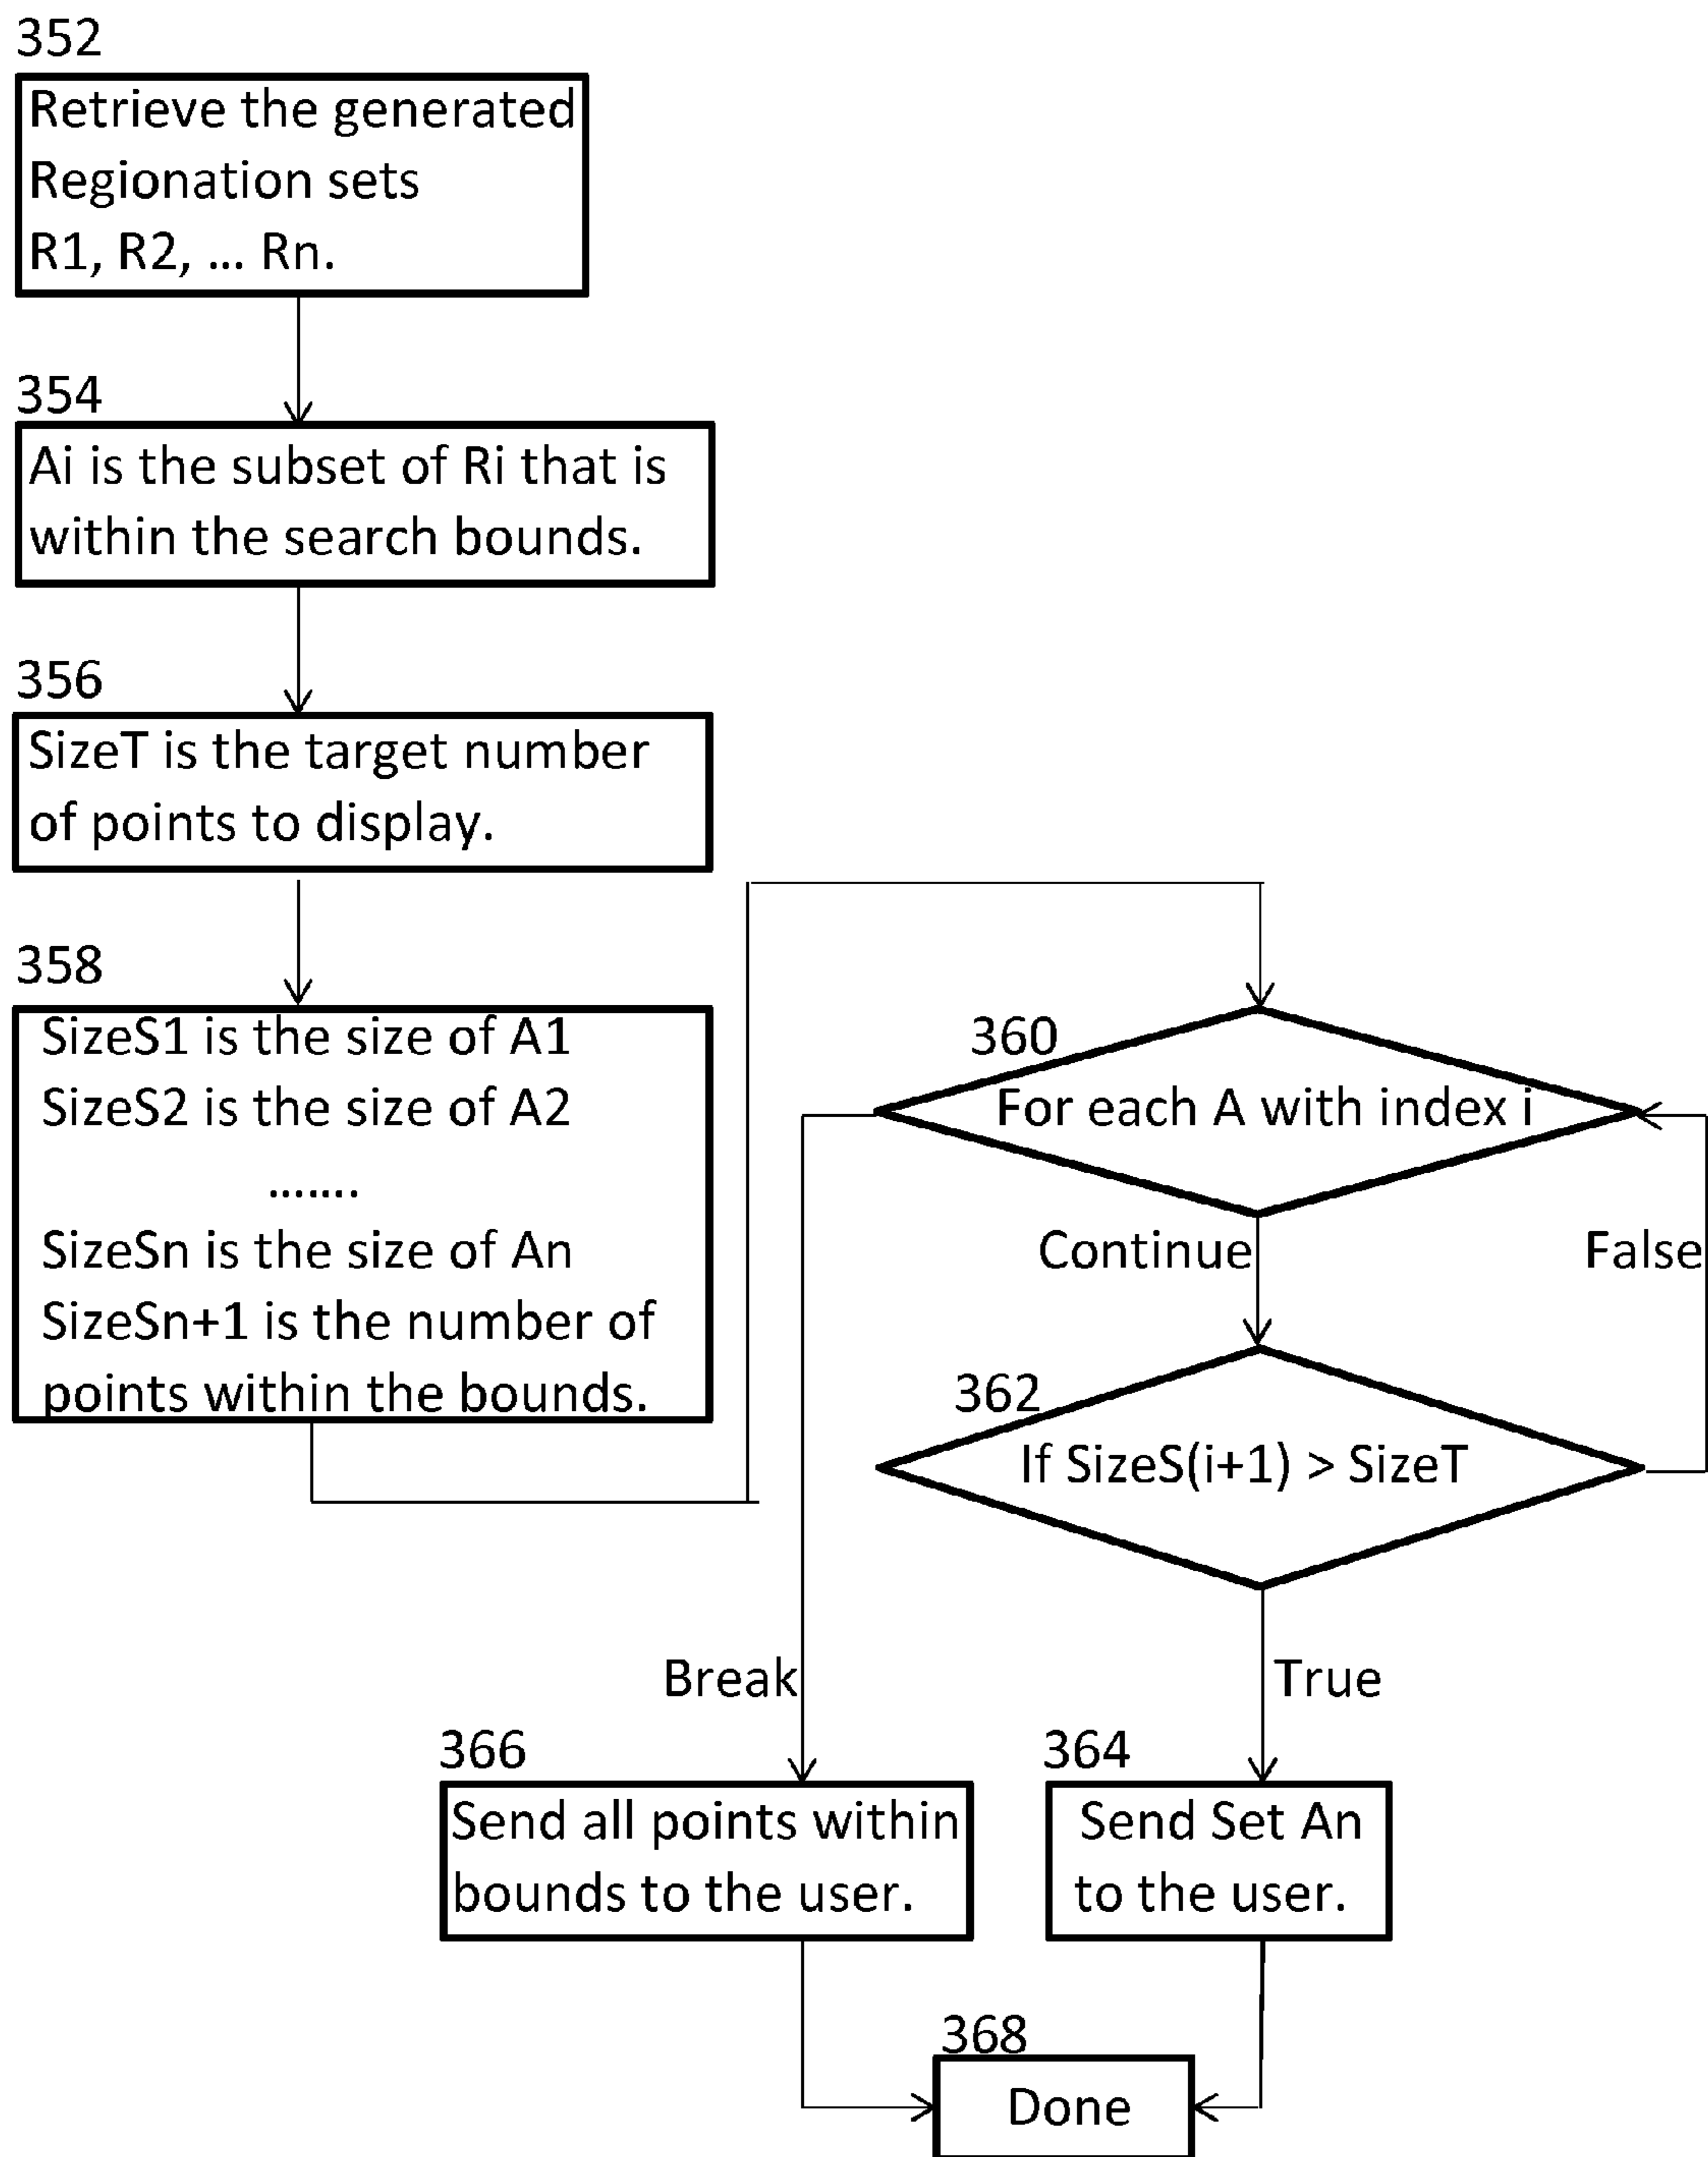 352
Retrieve the generated
Regionation sets
R1, R2, ... Rn.
354
Ai is the subset of Ri that is
within the search bounds.
356
SizeT is the target number
of points to display.
358
SizeS1 is the size of A1
SizeS2 is the size of A2
........
SizeSn is the size of An
SizeSn+1 is the number of
points within the bounds.
360
For each A with index i
Continue
False
362
If SizeS(i+1) > SizeT
Break
True
366
Send all points within
bounds to the user.
364
Send Set An
to the user.
368
Done